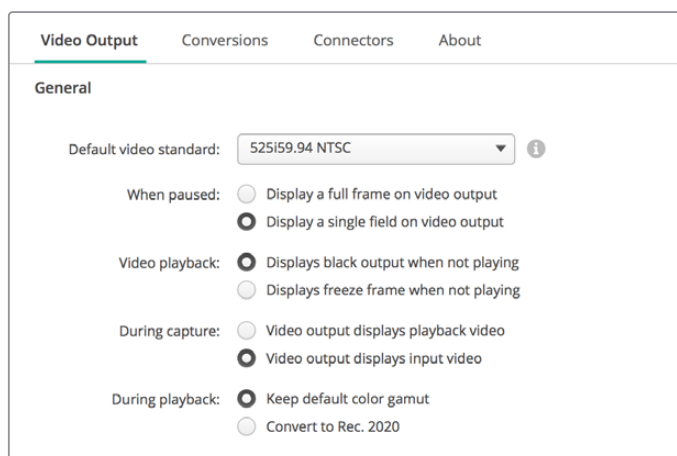 Video Output Conversions Connectors About
General
Default video standard: 525i59.94 NTSC
When paused: Display a full frame on video output
Display a single field on video output
Video playback: Displays black output when not playing
Displays freeze frame when not playing
During capture: Video output displays playback video
Video output displays input video
During playback: Keep default color gamut
Convert to Rec. 2020